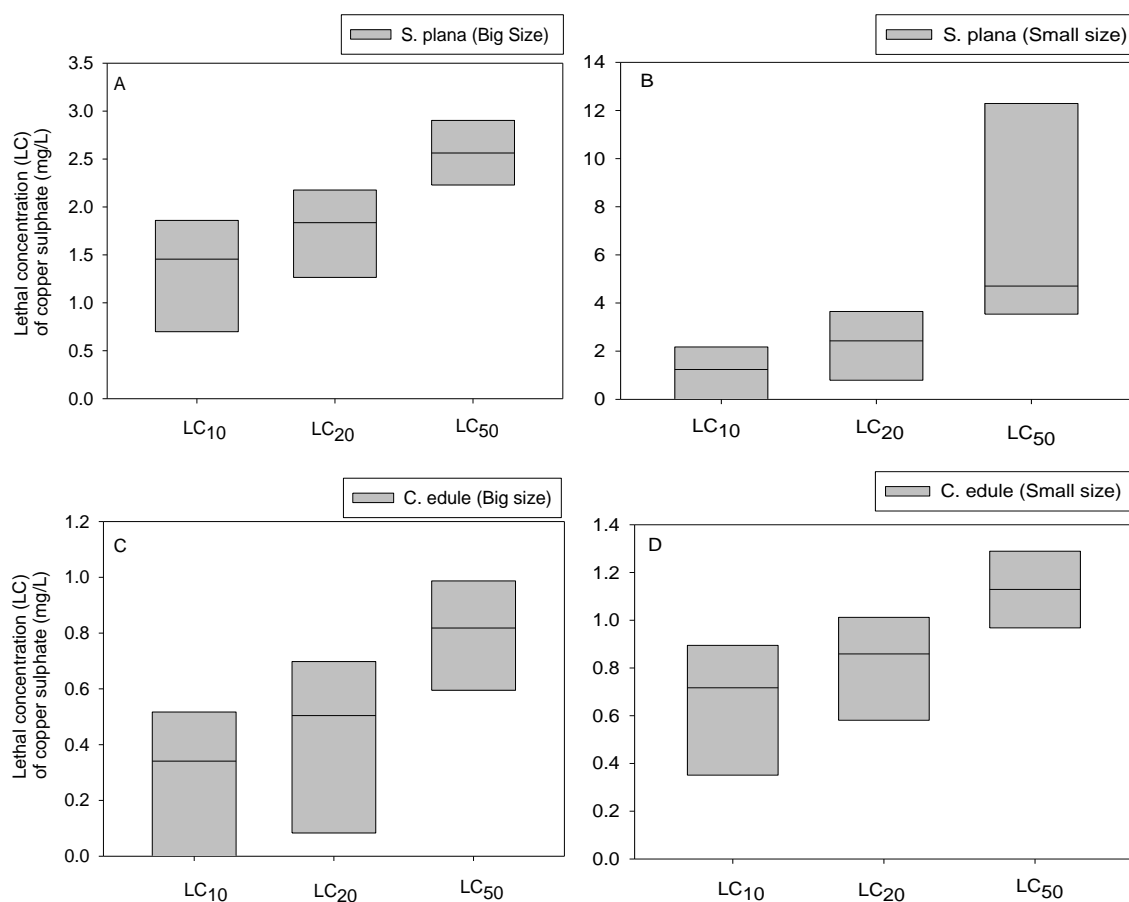 S. plana (Big Size)
S. plana (Small size)
A
3.5
3.0
2.5
2.0
1.5
1.0
0.5
0.0
Lethal concentration (LC)
of copper sulphate (mg/L)
LC10
LC20
LC50
B
14
12
10
8
6
4
2
0
LC10
LC20
LC50
C. edule (Big size)
C. edule (Small size)
C
1.2
1.0
0.8
0.6
0.4
0.2
0.0
Lethal concentration (LC)
of copper sulphate (mg/L)
LC10
LC20
LC50
D
1.4
1.2
1.0
0.8
0.6
0.4
0.2
0.0
LC10
LC20
LC50